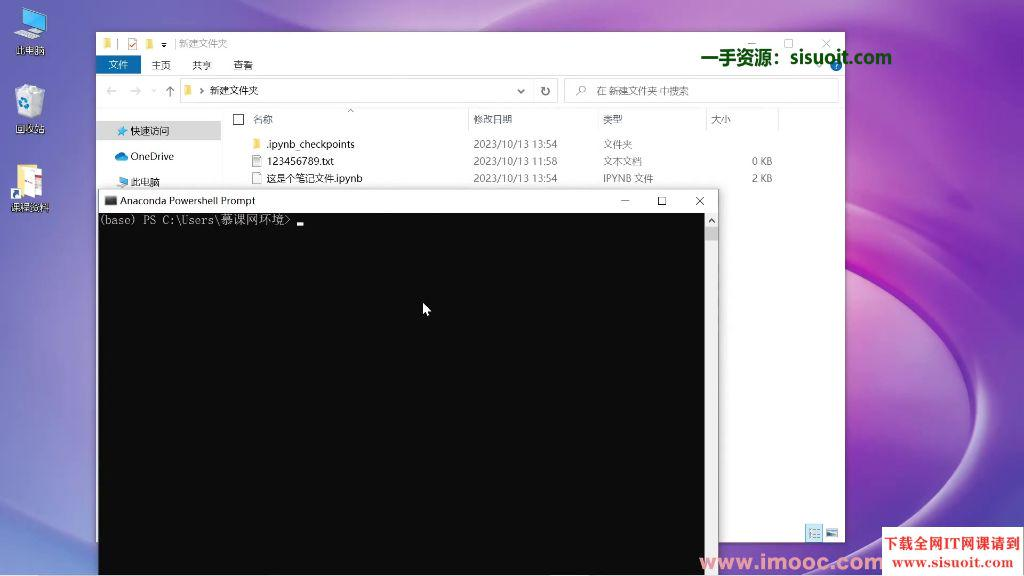 此电脑
回收站
课程资料
新建文件夹
一手资源：sisuoit.com
文件 主页 共享 查看
新建文件夹
在 新建文件夹 中搜索
名称 修改日期 类型 大小
快速访问
OneDrive
此电脑
.ipynb_checkpoints 2023/10/13 13:54 文件夹
123456789.txt 2023/10/13 11:58 文本文档 0 KB
这是个笔记文件.ipynb 2023/10/13 13:54 IPYNB 文件 2 KB
Anaconda Powershell Prompt
(base) PS C:\Users\慕课网环境>
www.imooc.com
下载全网IT网课请到
www.sisuoit.com